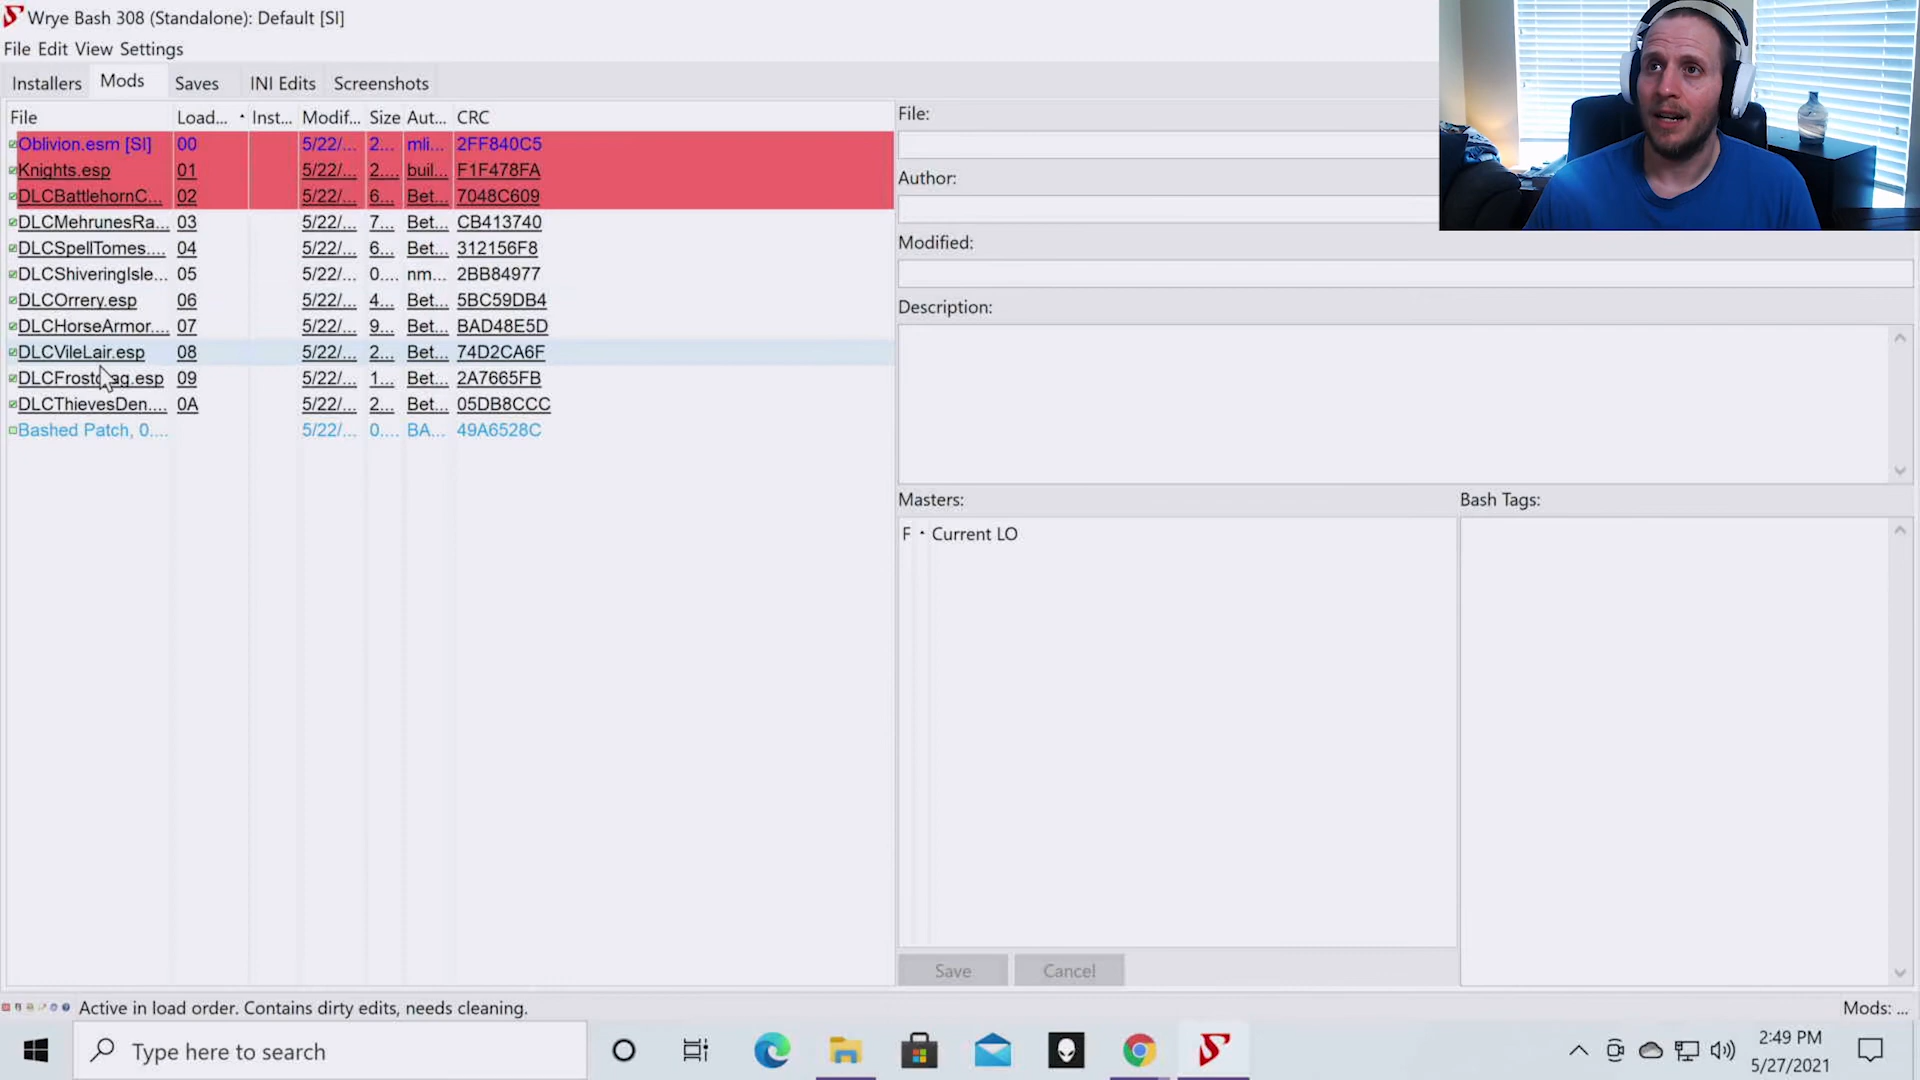 Wrye Bash 308 (Standalone): Default [SI]
File Edit View Settings
Installers Mods Saves INI Edits Screenshots
File Load... Inst... Modif... Size Aut... CRC
Oblivion.esm [SI] 00 5/22/... 2... mli... 2FF840C5
Knights.esp 01 5/22/... 2.... buil... F1F478FA
DLCBattlehornC... 02 5/22/... 6... Bet... 7048C609
DLCMehrunesRa... 03 5/22/... 7... Bet... CB413740
DLCSpellTomes.... 04 5/22/... 6... Bet... 312156F8
DLCShiveringIsle... 05 5/22/... 0.... nm... 2BB84977
DLCOrrery.esp 06 5/22/... 4... Bet... 5BC59DB4
DLCHorseArmor.... 07 5/22/... 9... Bet... BAD48E5D
DLCVileLair.esp 08 5/22/... 2... Bet... 74D2CA6F
09 5/22/... 1... Bet... 2A7665FB
DLCThievesDen.... 0A 5/22/... 2... Bet... 05DB8CCC
Bashed Patch, 0.... 5/22/... 0.... BA... 49A6528C
File:
Author:
Modified:
Description:
Masters:
Bash Tags:
F Current LO
Save Cancel
Active in load order. Contains dirty edits, needs cleaning.
Mods: ...
Type here to search
2:49 PM
5/27/2021